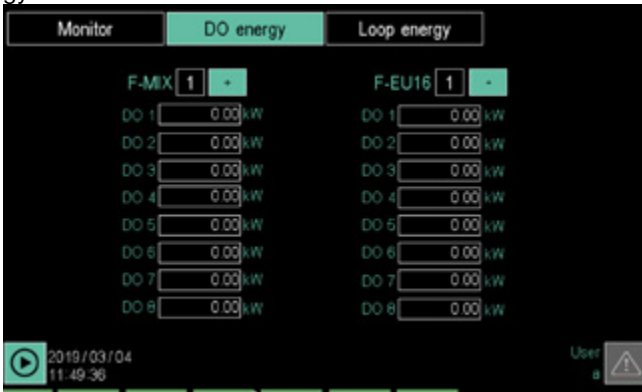 gy
Monitor DO energy Loop energy
F-MIX 1 + F-EU16 1 -
DO 1 0.00 kW DO 1 0.00 kW
DO 2 0.00 kW DO 2 0.00 kW
DO 3 0.00 kW DO 3 0.00 kW
DO 4 0.00 kW DO 4 0.00 kW
DO 5 0.00 kW DO 5 0.00 kW
DO 6 0.00 kW DO 6 0.00 kW
DO 7 0.00 kW DO 7 0.00 kW
DO 8 0.00 kW DO 8 0.00 kW
2019/03/04 User
11:49:36 a